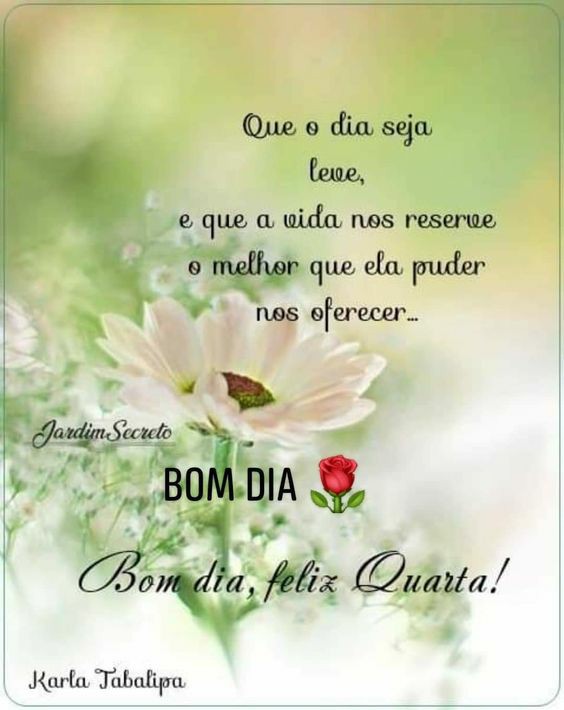 Que o dia seja
leve,
e que a vida nos reserve
o melhor que ela puder
nos oferecer...
JardimSecreto
BOM DIA 🌹
Bom dia, feliz Quarta!
Karla Tabalipa